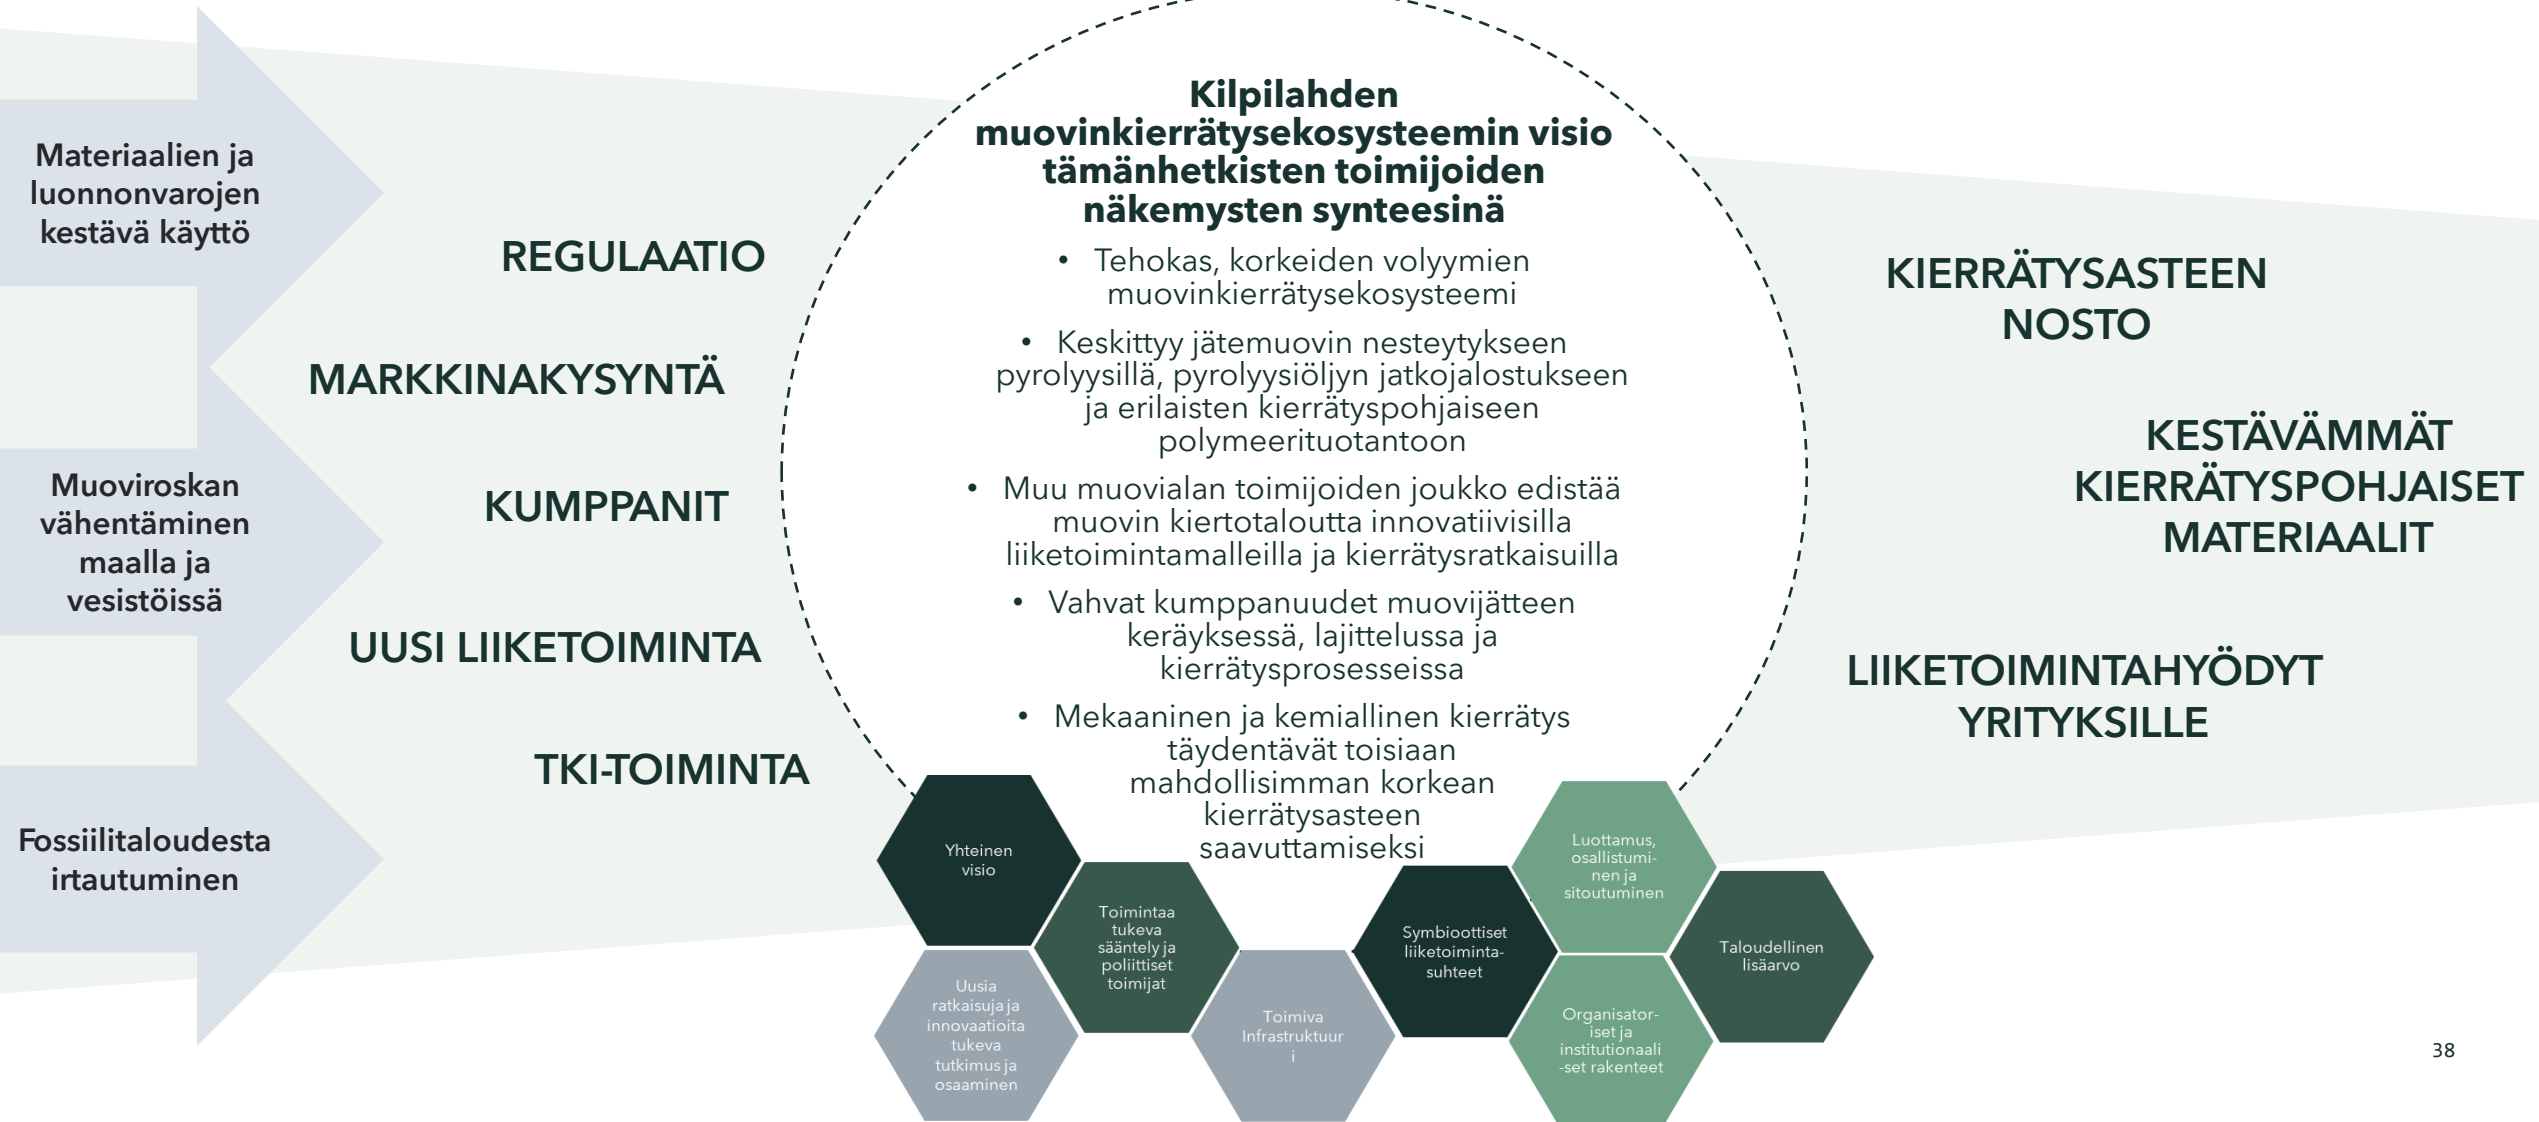 Materiaalien ja
luonnonvarojen
kestävä käyttö
Muoviroskan
vähentäminen
maalla ja
vesistöissä
Fossiilitaloudesta
irtautuminen
REGULAATIO
MARKKINAKYSYNTÄ
KUMPPANIT
UUSI LIIKETOIMINTA
TKI-TOIMINTA
Kilpilahden
muovinkierrätysekosysteemin visio
tämänhetkisten toimijoiden
näkemysten synteesinä
• Tehokas, korkeiden volyymien
muovinkierrätysekosysteemi
• Keskittyy jätemuovin nesteytykseen
pyrolyysillä, pyrolyysiöljyn jatkojalostukseen
ja erilaisten kierrätyspohjaiseen
polymeerituotantoon
• Muu muovialan toimijoiden joukko edistää
muovin kiertotaloutta innovatiivisilla
liiketoimintamalleilla ja kierrätysratkaisuilla
• Vahvat kumppanuudet muovijätteen
keräyksessä, lajittelussa ja
kierrätysprosesseissa
• Mekaaninen ja kemiallinen kierrätys
täydentävät toisiaan
mahdollisimman korkean
kierrätysasteen
saavuttamiseksi
KIERRÄTYSASTEEN
NOSTO
KESTÄVÄMMÄT
KIERRÄTYSPOHJAISET
MATERIAALIT
LIIKETOIMINTAHYÖDYT
YRITYKSILLE
Yhteinen
visio
Uusia
ratkaisuja ja
innovaatioita
tukeva
tutkimus ja
osaaminen
Toimintaa
tukeva
sääntely ja
poliittiset
toimijat
Toimiva
Infrastruktuur
i
Symbioottiset
liiketoiminta-
suhteet
Luottamus,
osallistumi-
nen ja
sitoutuminen
Organisator-
iset ja
institutionaali
-set rakenteet
Taloudellinen
lisäarvo
38